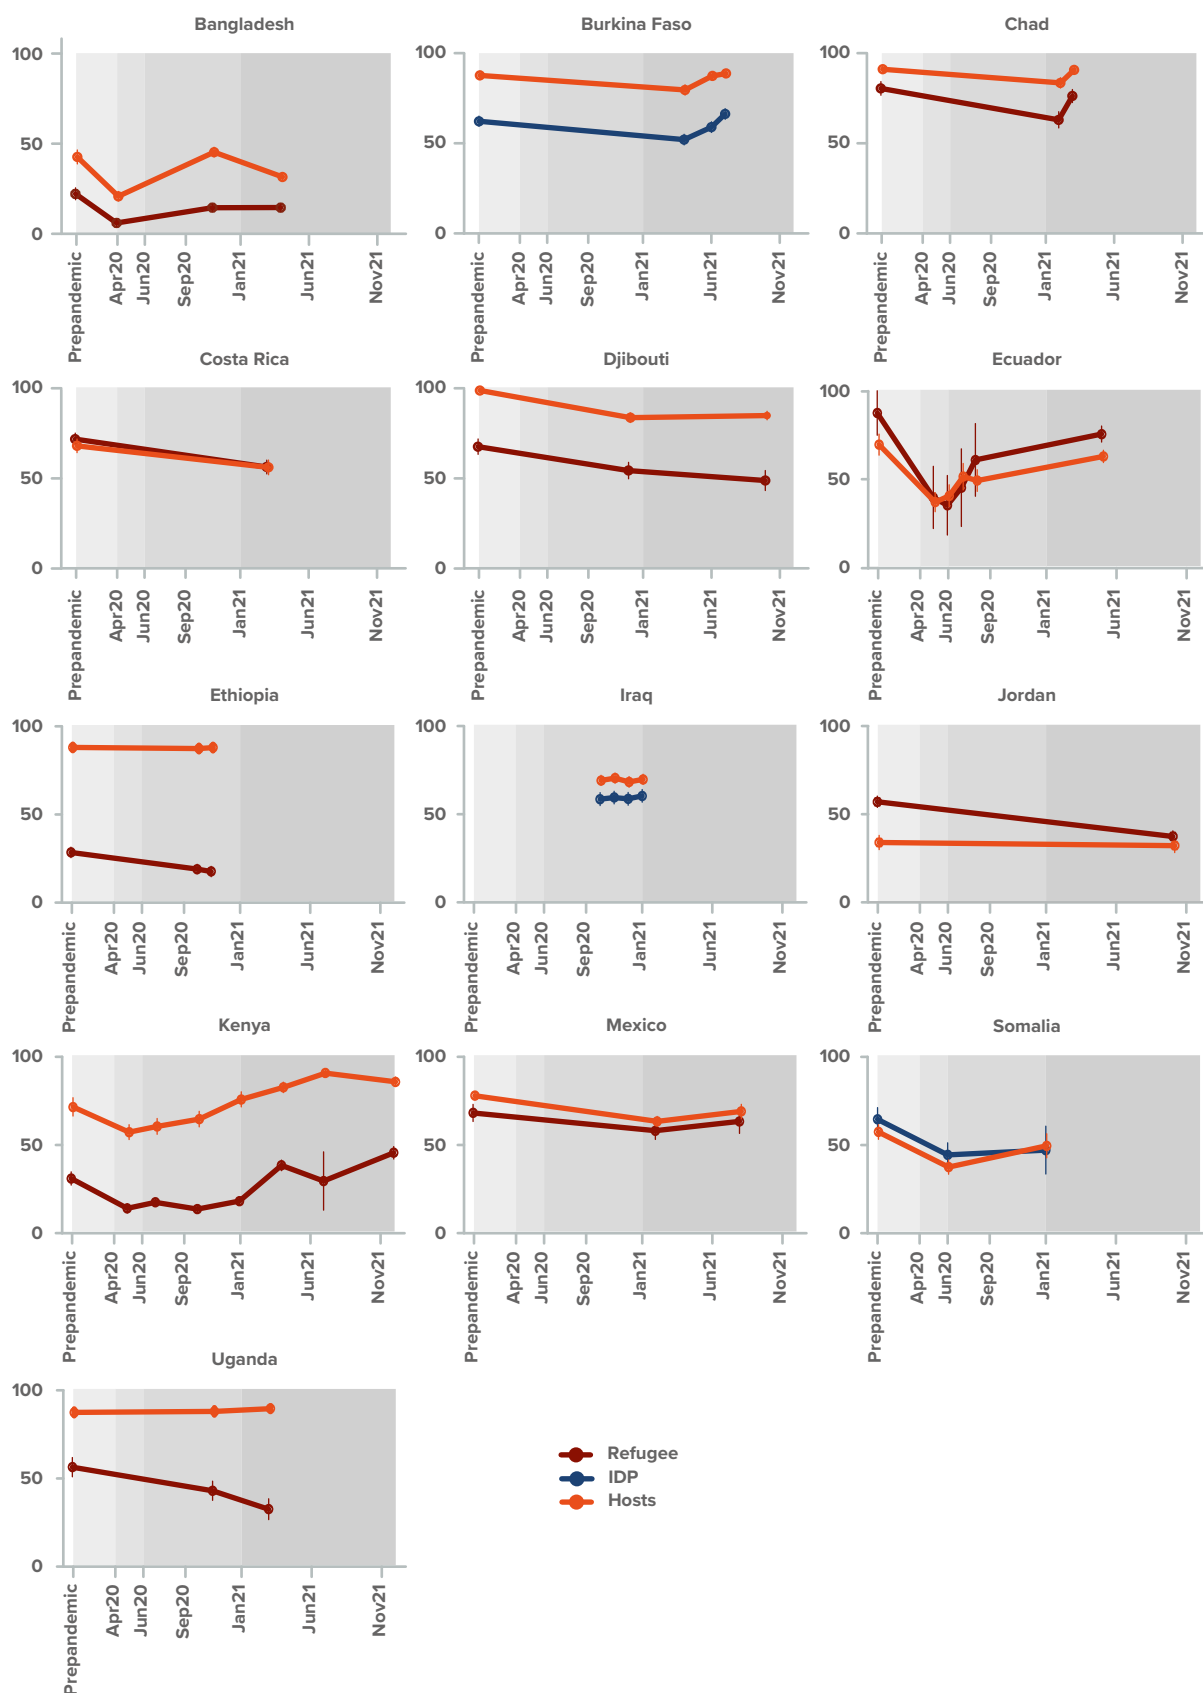 Bangladesh
100
50
0
Prepandemic
Apr20
Jun20
Sep20
Jan21
Jun21
Nov21
Burkina Faso
100
50
0
Prepandemic
Apr20
Jun20
Sep20
Jan21
Jun21
Nov21
Chad
100
50
0
Prepandemic
Apr20
Jun20
Sep20
Jan21
Jun21
Nov21
Costa Rica
100
50
0
Prepandemic
Apr20
Jun20
Sep20
Jan21
Jun21
Nov21
Djibouti
100
50
0
Prepandemic
Apr20
Jun20
Sep20
Jan21
Jun21
Nov21
Ecuador
100
50
0
Prepandemic
Apr20
Jun20
Sep20
Jan21
Jun21
Nov21
Ethiopia
100
50
0
Prepandemic
Apr20
Jun20
Sep20
Jan21
Jun21
Nov21
Iraq
100
50
0
Prepandemic
Apr20
Jun20
Sep20
Jan21
Jun21
Nov21
Jordan
100
50
0
Prepandemic
Apr20
Jun20
Sep20
Jan21
Jun21
Nov21
Kenya
100
50
0
Prepandemic
Apr20
Jun20
Sep20
Jan21
Jun21
Nov21
Mexico
100
50
0
Prepandemic
Apr20
Jun20
Sep20
Jan21
Jun21
Nov21
Somalia
100
50
0
Prepandemic
Apr20
Jun20
Sep20
Jan21
Jun21
Nov21
Uganda
100
50
0
Prepandemic
Apr20
Jun20
Sep20
Jan21
Jun21
Nov21
Refugee
IDP
Hosts